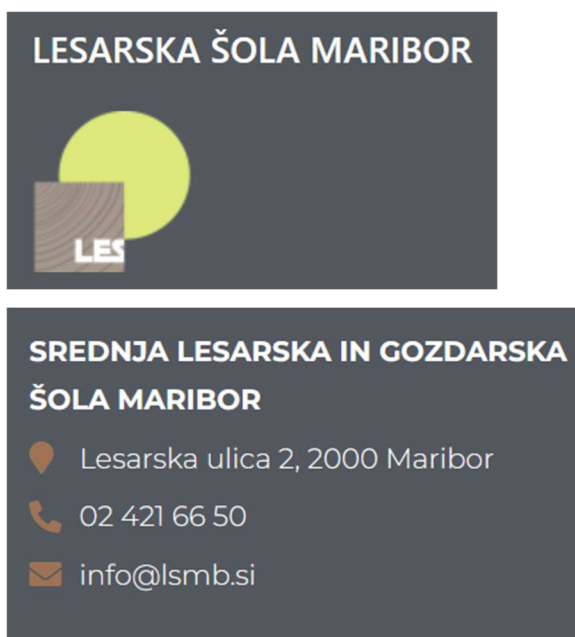 LESARSKA ŠOLA MARIBOR
LES
SREDNJA LESARSKA IN GOZDARSKA
ŠOLA MARIBOR
Lesarska ulica 2, 2000 Maribor
02 421 66 50
info@lsmb.si